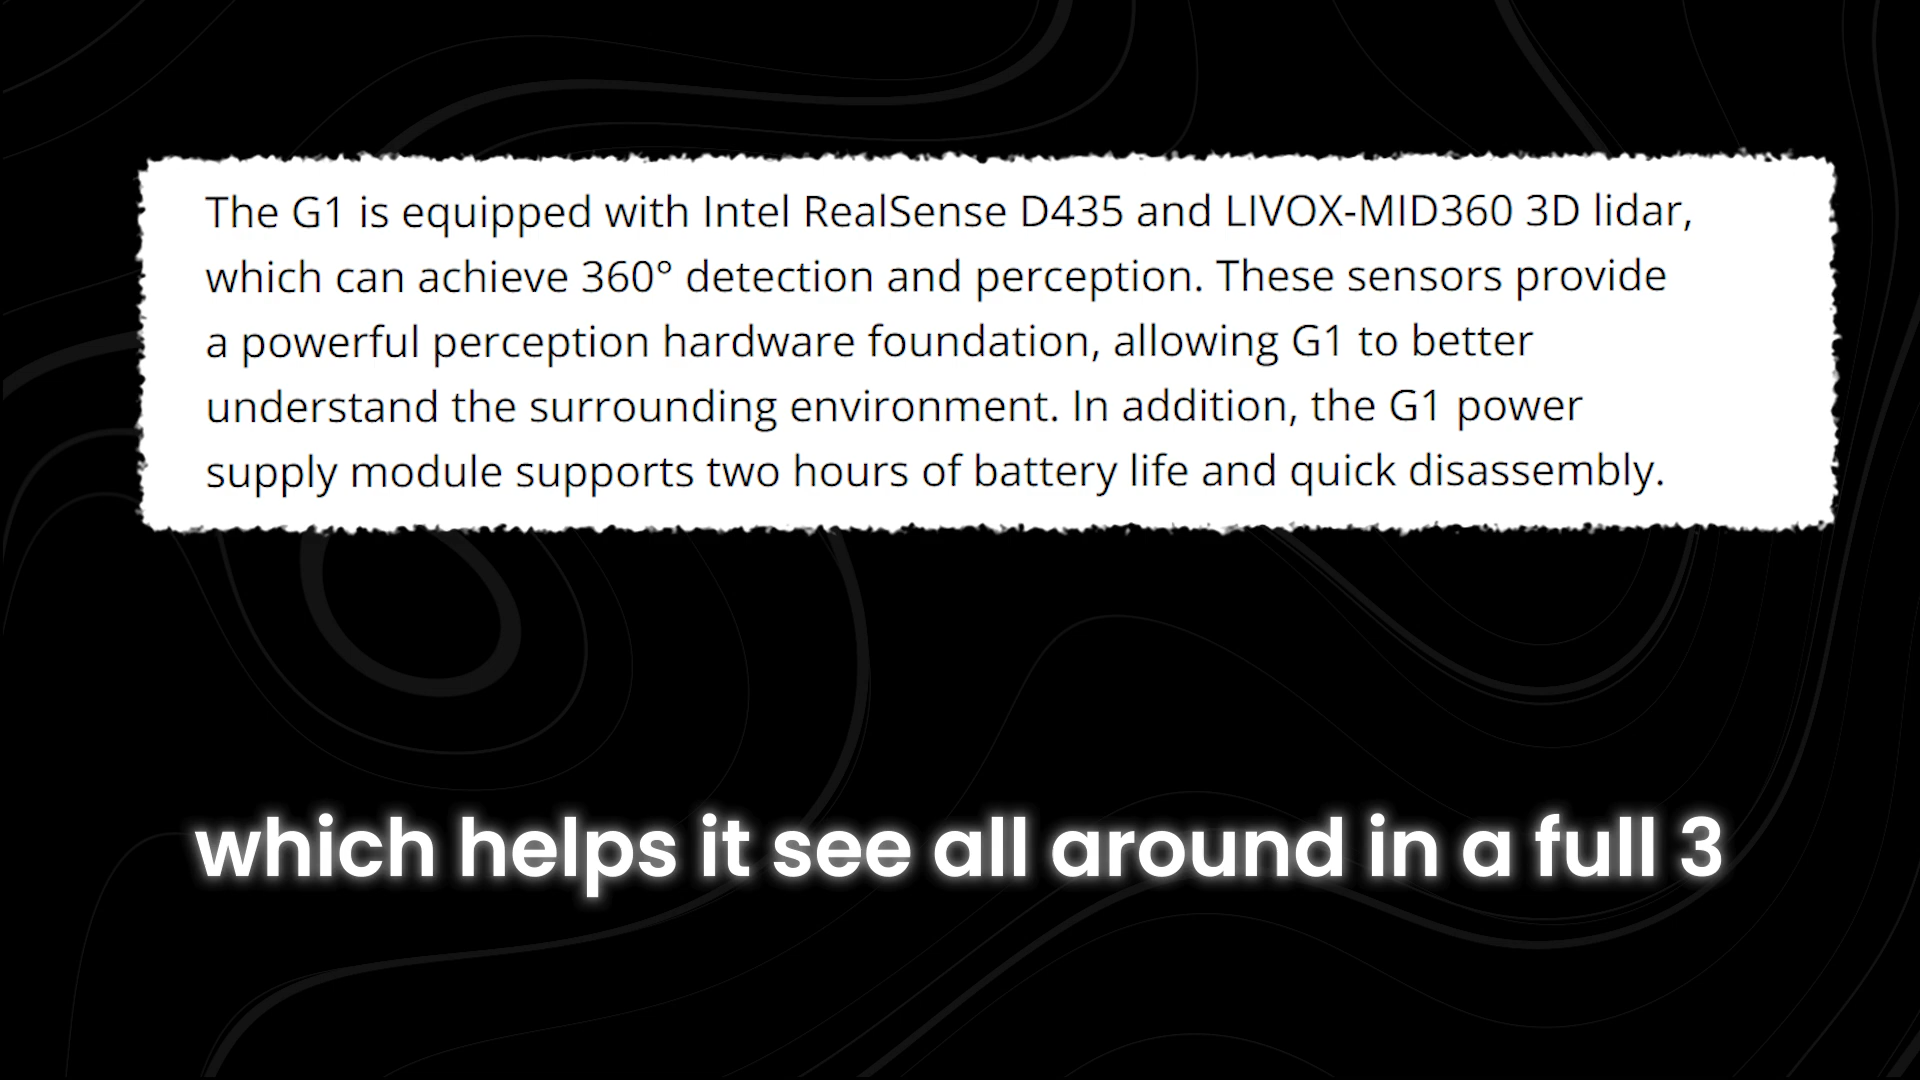 The G1 is equipped with Intel RealSense D435 and LIVOX-MID360 3D lidar,
which can achieve 360° detection and perception. These sensors provide
a powerful perception hardware foundation, allowing G1 to better
understand the surrounding environment. In addition, the G1 power
supply module supports two hours of battery life and quick disassembly.
which helps it see all around in a full 3